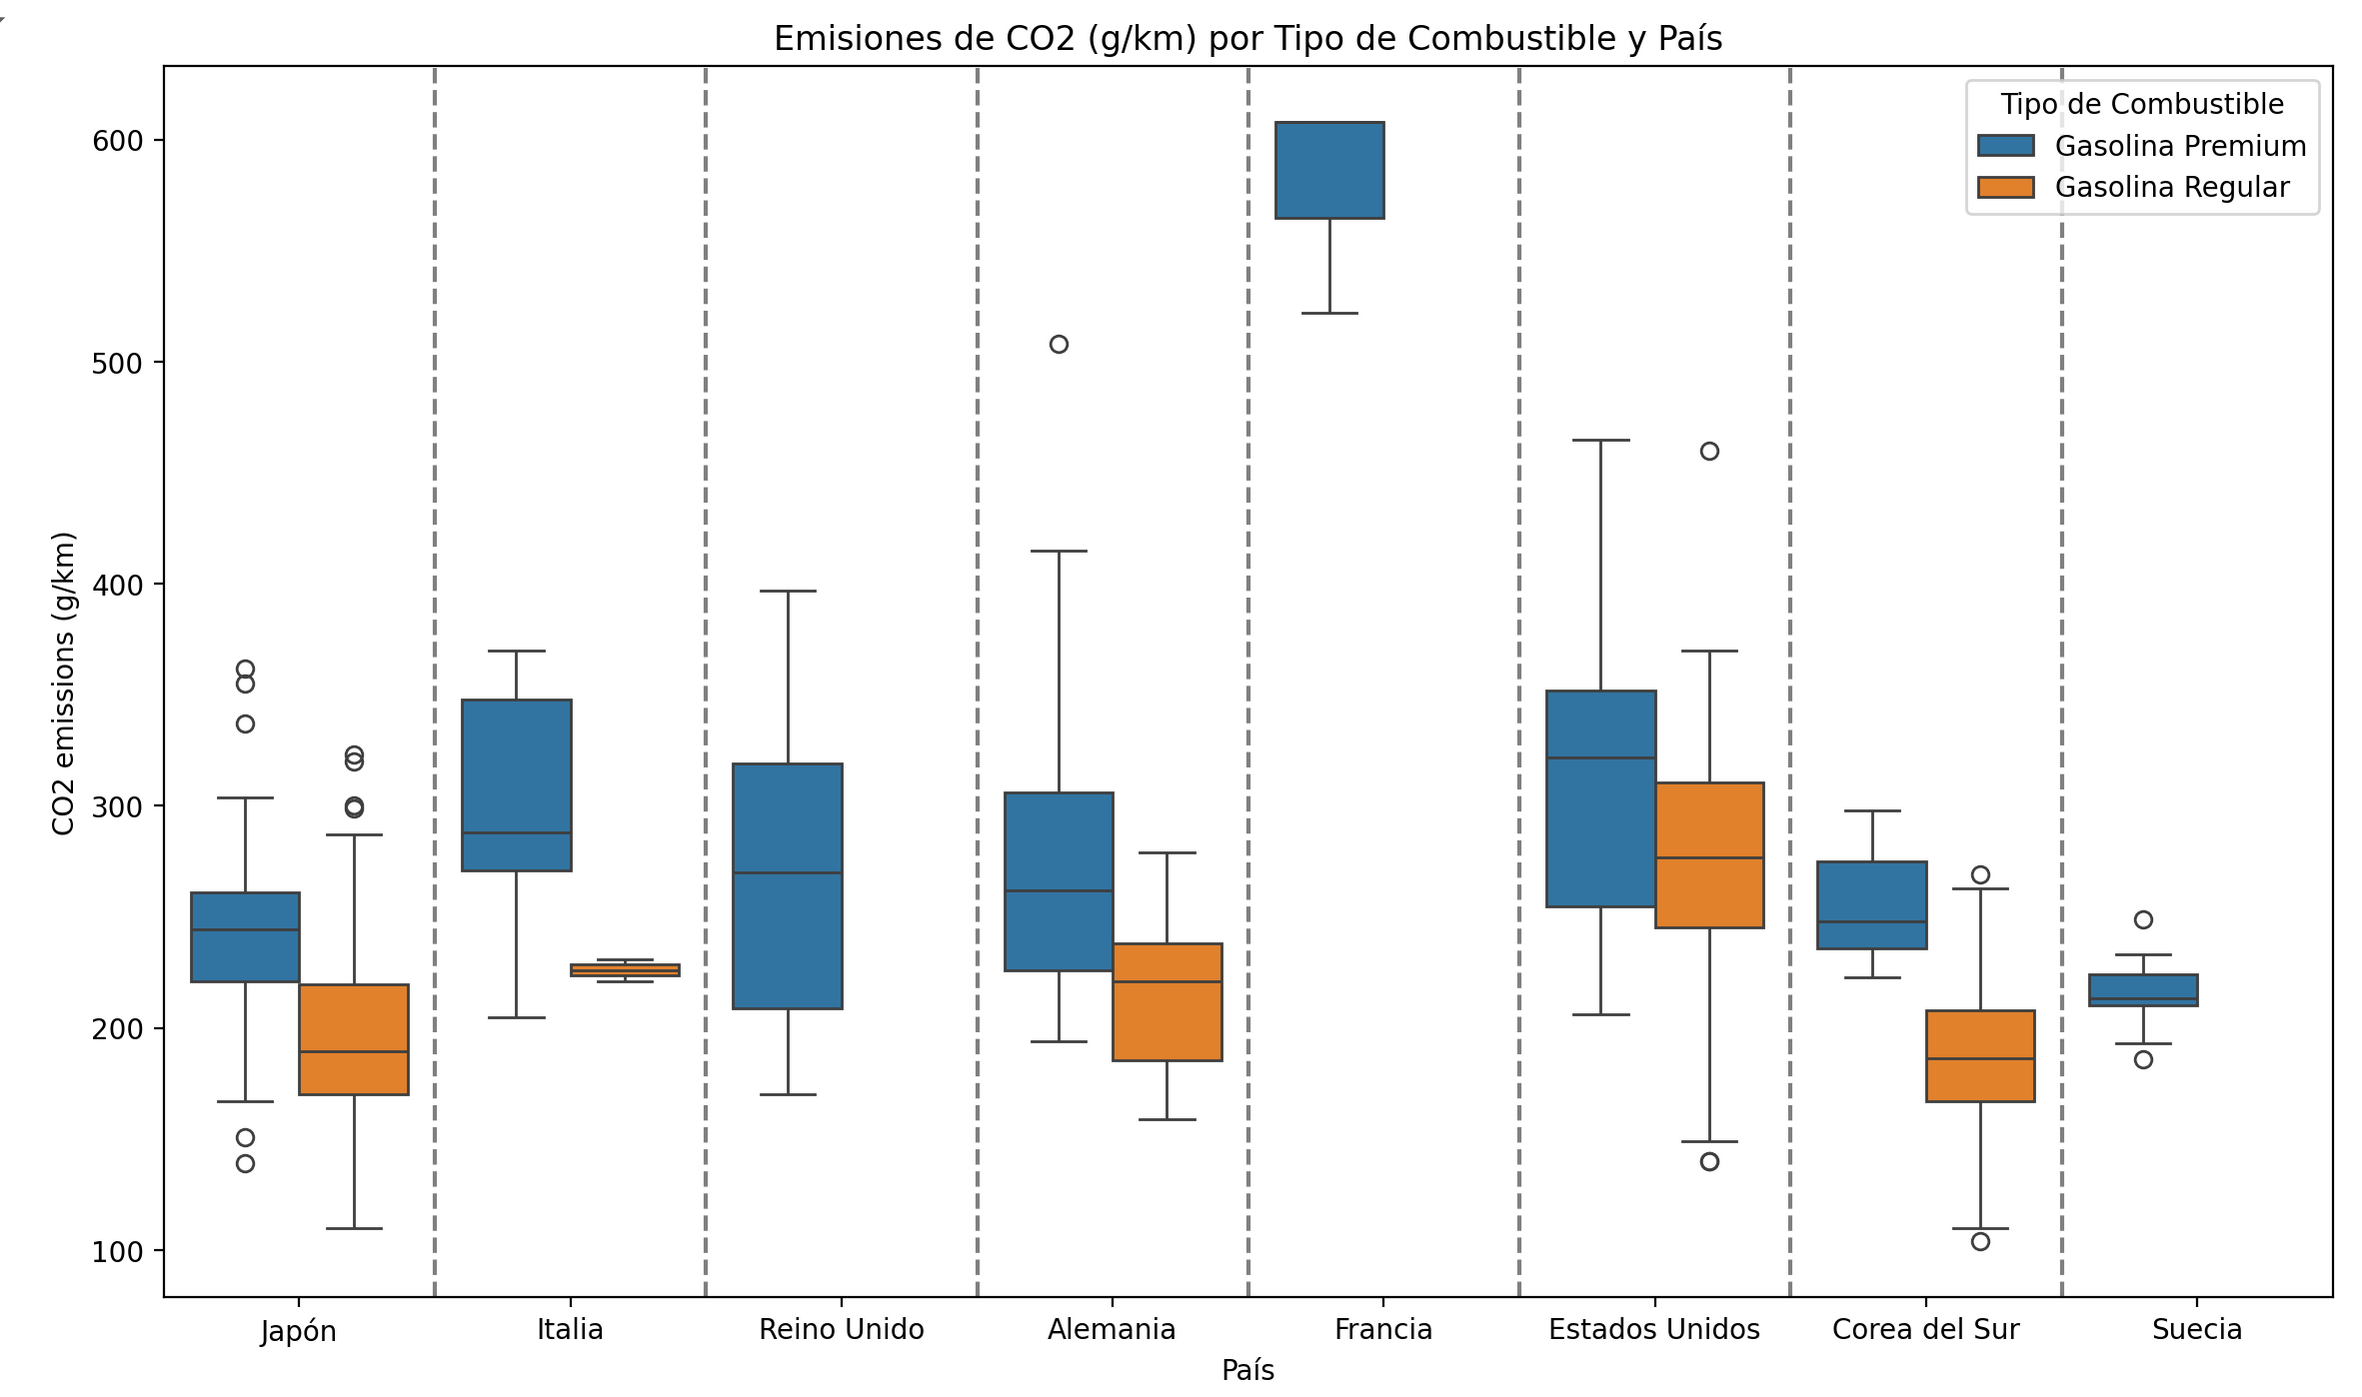 Emisiones de CO2 (g/km) por Tipo de Combustible y País
Tipo de Combustible
Gasolina Premium
Gasolina Regular
CO2 emissions (g/km)
600
500
400
300
200
100
Japón
Italia
Reino Unido
Alemania
Francia
Estados Unidos
Corea del Sur
Suecia
País